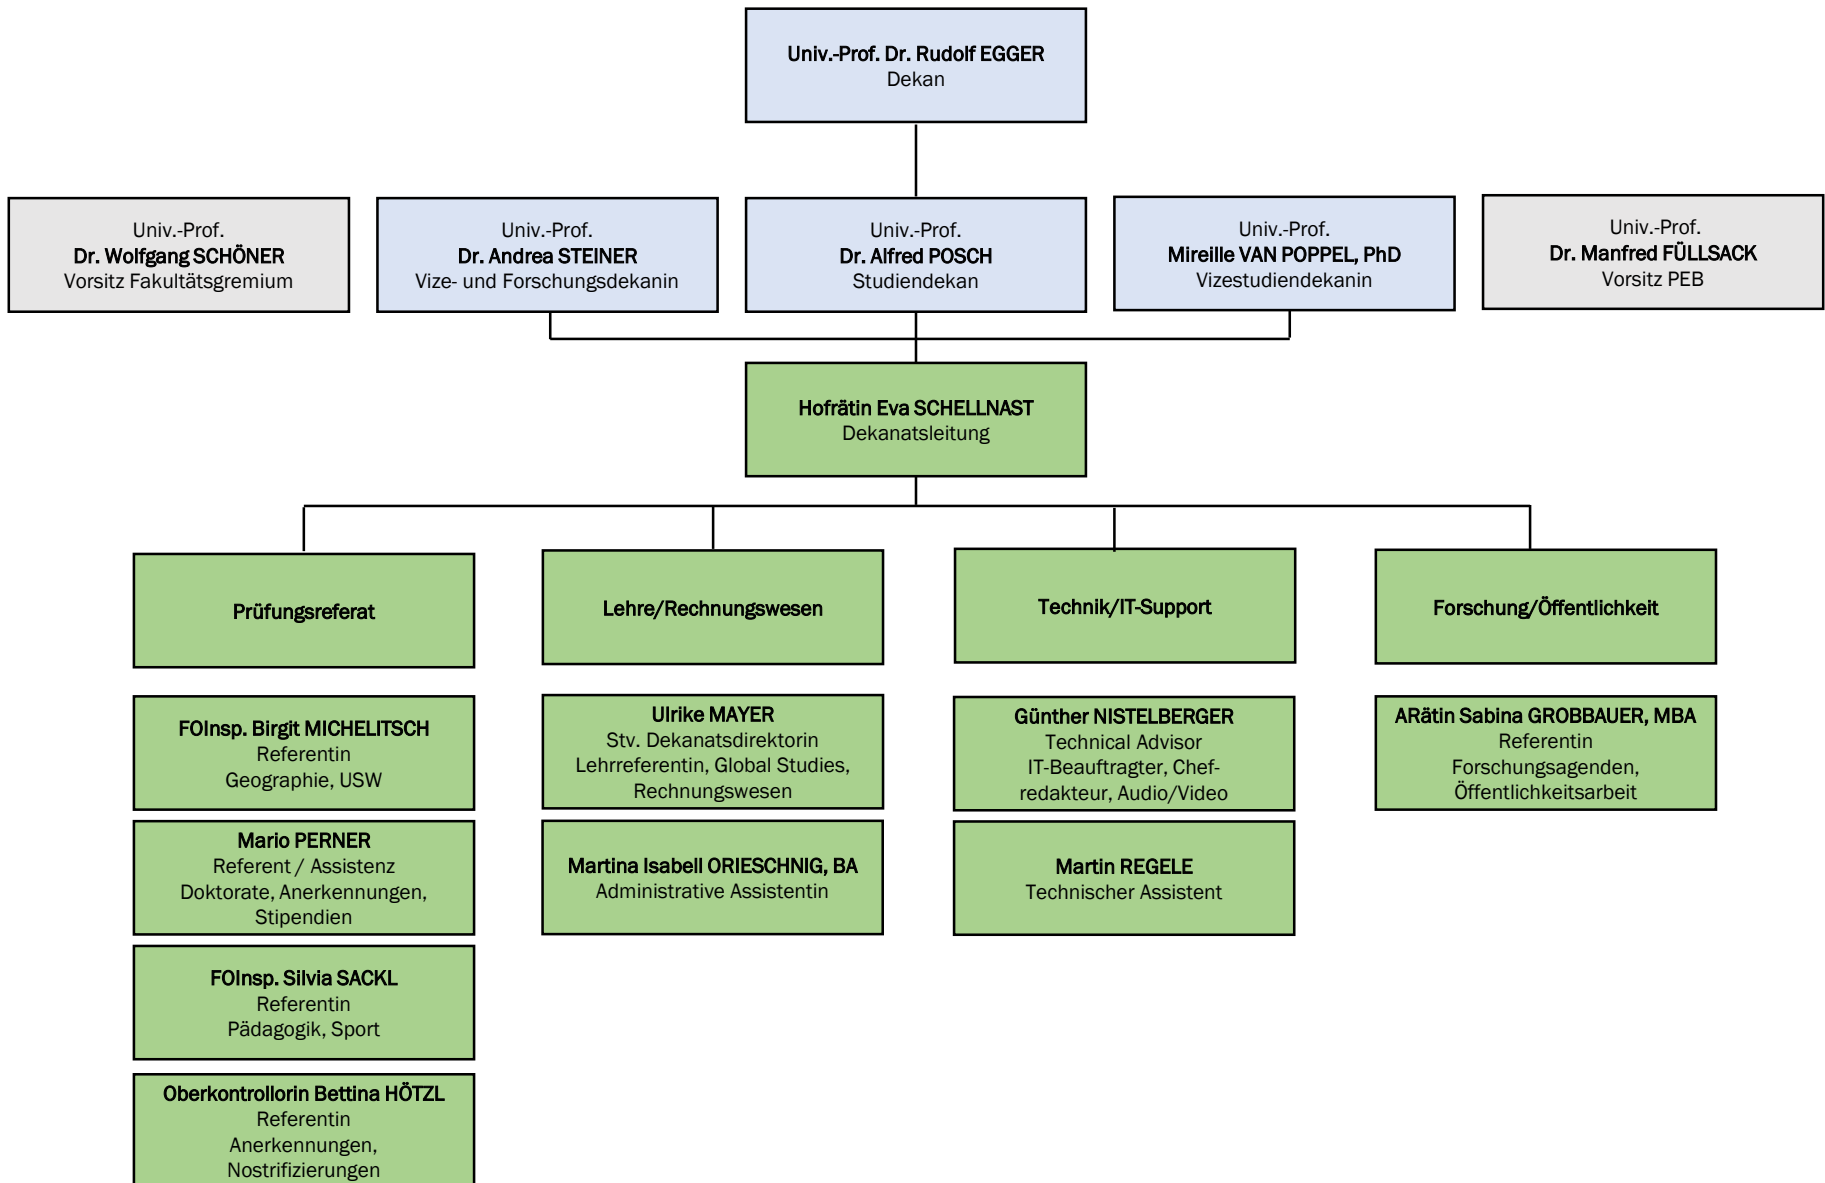 Univ.-Prof. Dr. Rudolf EGGER
Dekan
Univ.-Prof.
Dr. Wolfgang SCHÖNER
Vorsitz Fakultätsgremium
Univ.-Prof.
Dr. Andrea STEINER
Vize- und Forschungsdekanin
Univ.-Prof.
Dr. Alfred POSCH
Studiendekan
Univ.-Prof.
Mireille VAN POPPEL, PhD
Vizestudiendekanin
Univ.-Prof.
Dr. Manfred FÜLLSACK
Vorsitz PEB
Hofrätin Eva SCHELLNAST
Dekanatsleitung
Prüfungsreferat
Lehre/Rechnungswesen
Technik/IT-Support
Forschung/Öffentlichkeit
FOInsp. Birgit MICHELITSCH
Referentin
Geographie, USW
Ulrike MAYER
Stv. Dekanatsdirektorin
Lehrreferentin, Global Studies,
Rechnungswesen
Günther NISTELBERGER
Technical Advisor
IT-Beauftragter, Chef-
redakteur, Audio/Video
ARätin Sabina GROBBAUER, MBA
Referentin
Forschungsagenden,
Öffentlichkeitsarbeit
Mario PERNER
Referent / Assistenz
Doktorate, Anerkennungen,
Stipendien
Martina Isabell ORIESCHNIG, BA
Administrative Assistentin
Martin REGELE
Technischer Assistent
FOInsp. Silvia SACKL
Referentin
Pädagogik, Sport
Oberkontrollorin Bettina HÖTZL
Referentin
Anerkennungen,
Nostrifizierungen